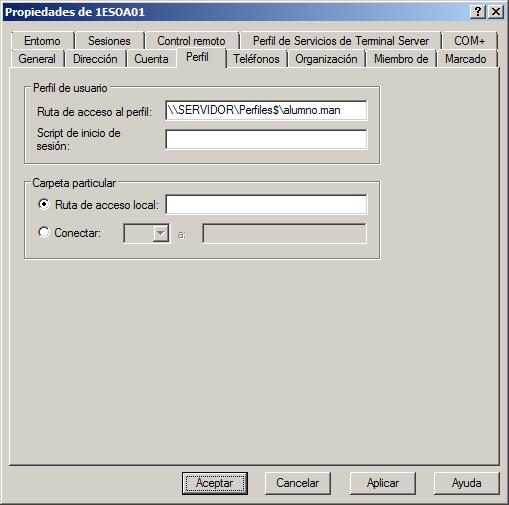 Propiedades de 1ESOA01
Entorno Sesiones Control remoto Perfil de Servicios de Terminal Server COM+
General Dirección Cuenta Perfil Teléfonos Organización Miembro de Marcado
Perfil de usuario
Ruta de acceso al perfil: \\SERVIDOR\Perfiles$\alumno.man
Script de inicio de
sesión:
Carpeta particular
Ruta de acceso local:
Conectar: a:
Aceptar Cancelar Aplicar Ayuda